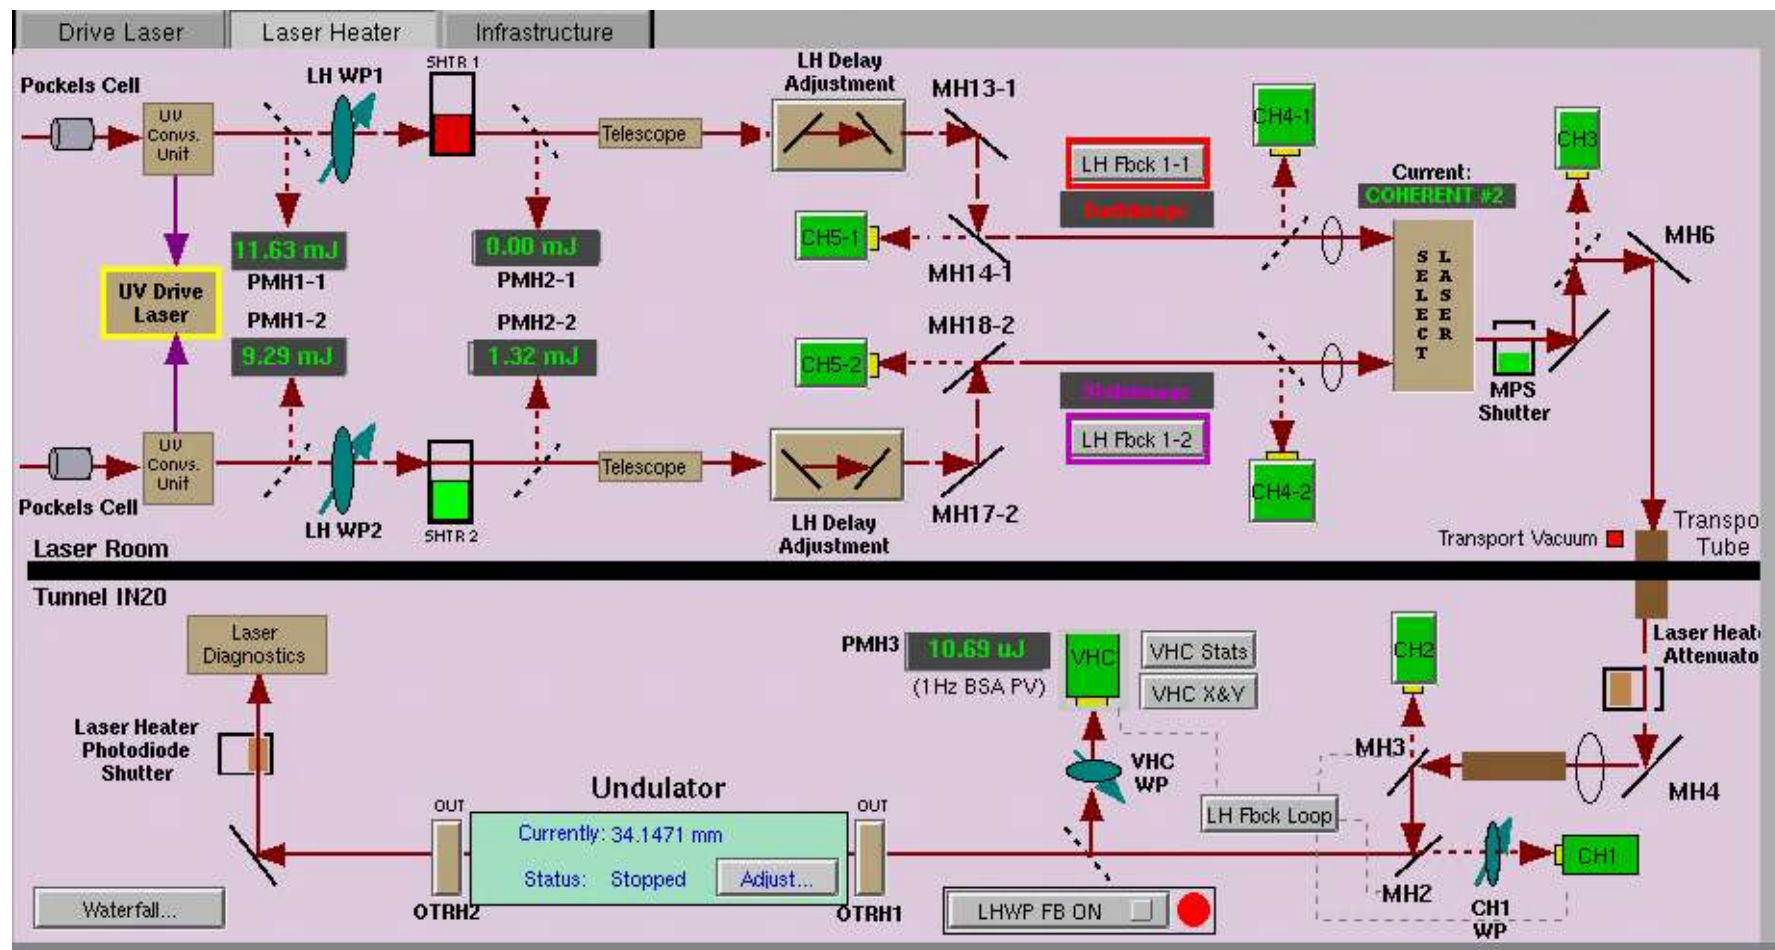 Drive Laser
Laser Heater
Infrastructure
Pockels Cell
UV
Convs.
Unit
LH WP1
SHTR 1
Telescope
LH Delay
Adjustment
MH13-1
LH Fbck 1-1
CH4-1
CH3
Current:
COHERENT #2
11.63 mJ
PMH1-1
0.00 mJ
PMH2-1
CH5-1
MH14-1
SELECT
LASER
MH6
UV Drive
Laser
PMH1-2
9.29 mJ
PMH2-2
1.32 mJ
MH18-2
CH5-2
LH Fbck 1-2
CH4-2
MPS
Shutter
UV
Convs.
Unit
Pockels Cell
LH WP2
SHTR 2
Telescope
LH Delay
Adjustment
MH17-2
Transport Vacuum
Transpo
Tube
Laser Room
Tunnel IN20
Laser
Diagnostics
PMH3
10.69 uJ
(1Hz BSA PV)
VHC
VHC Stats
VHC X&Y
CH2
Laser Heat
Attenuato
Laser Heater
Photodiode
Shutter
VHC
WP
MH3
MH4
LH Fbck Loop
Undulator
OUT
OUT
Currently: 34.1471 mm
Status: Stopped
Adjust...
OTRH2
OTRH1
CH1
MH2
CH1
WP
Waterfall...
LHWP FB ON